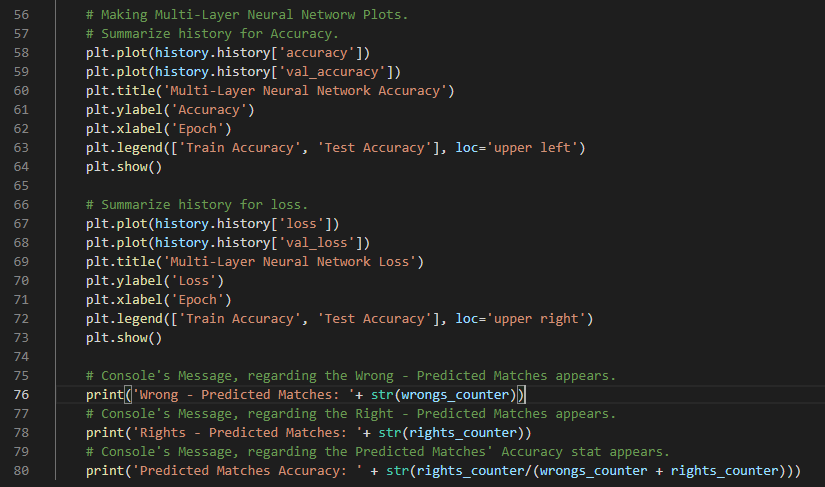 56 # Making Multi-Layer Neural Networw Plots.
57 # Summarize history for Accuracy.
58 plt.plot(history.history['accuracy'])
59 plt.plot(history.history['val_accuracy'])
60 plt.title('Multi-Layer Neural Network Accuracy')
61 plt.ylabel('Accuracy')
62 plt.xlabel('Epoch')
63 plt.legend(['Train Accuracy', 'Test Accuracy'], loc='upper left')
64 plt.show()
65
66 # Summarize history for loss.
67 plt.plot(history.history['loss'])
68 plt.plot(history.history['val_loss'])
69 plt.title('Multi-Layer Neural Network Loss')
70 plt.ylabel('Loss')
71 plt.xlabel('Epoch')
72 plt.legend(['Train Accuracy', 'Test Accuracy'], loc='upper right')
73 plt.show()
74
75 # Console's Message, regarding the Wrong - Predicted Matches appears.
76 print('Wrong - Predicted Matches: '+ str(wrongs_counter))
77 # Console's Message, regarding the Right - Predicted Matches appears.
78 print('Rights - Predicted Matches: '+ str(rights_counter))
79 # Console's Message, regarding the Predicted Matches' Accuracy stat appears.
80 print('Predicted Matches Accuracy: ' + str(rights_counter/(wrongs_counter + rights_counter)))